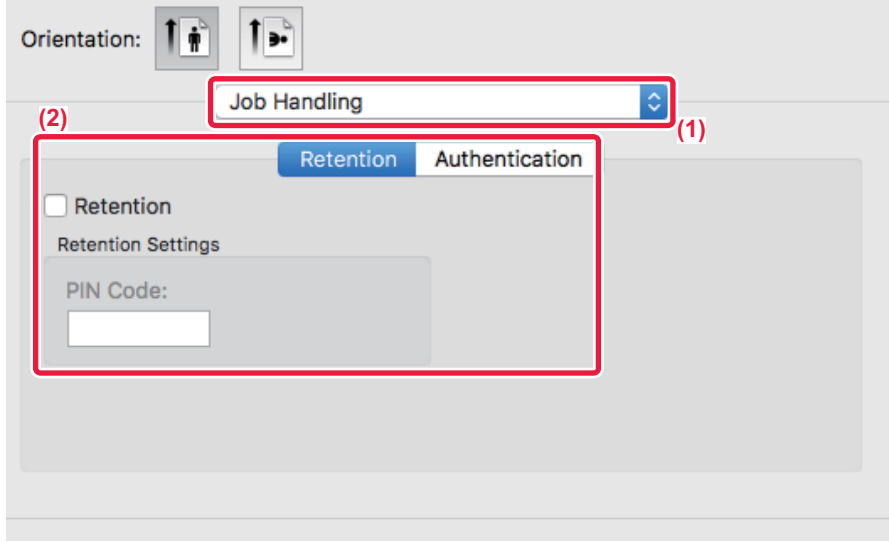 Orientation:
Job Handling
(1)
(2)
Retention Authentication
Retention
Retention Settings
PIN Code: